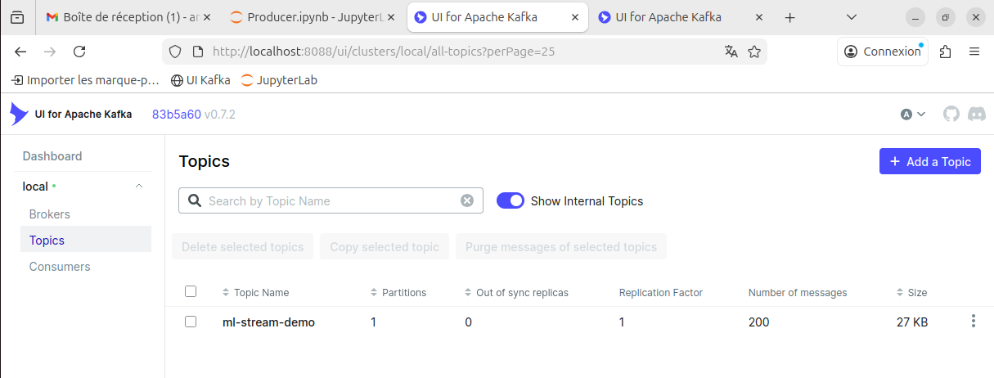 Boîte de réception (1) - ar
Producer.ipynb - JupyterL
UI for Apache Kafka
UI for Apache Kafka
http://localhost:8088/ui/clusters/local/all-topics?perPage=25
Connexion
Importer les marque-p…
UI Kafka
JupyterLab
UI for Apache Kafka
83b5a60 v0.7.2
A
Dashboard
local
Brokers
Topics
Consumers
Topics
+ Add a Topic
Search by Topic Name
Show Internal Topics
Delete selected topics
Copy selected topic
Purge messages of selected topics
Topic Name Partitions Out of sync replicas Replication Factor Number of messages Size
ml-stream-demo 1 0 1 200 27 KB